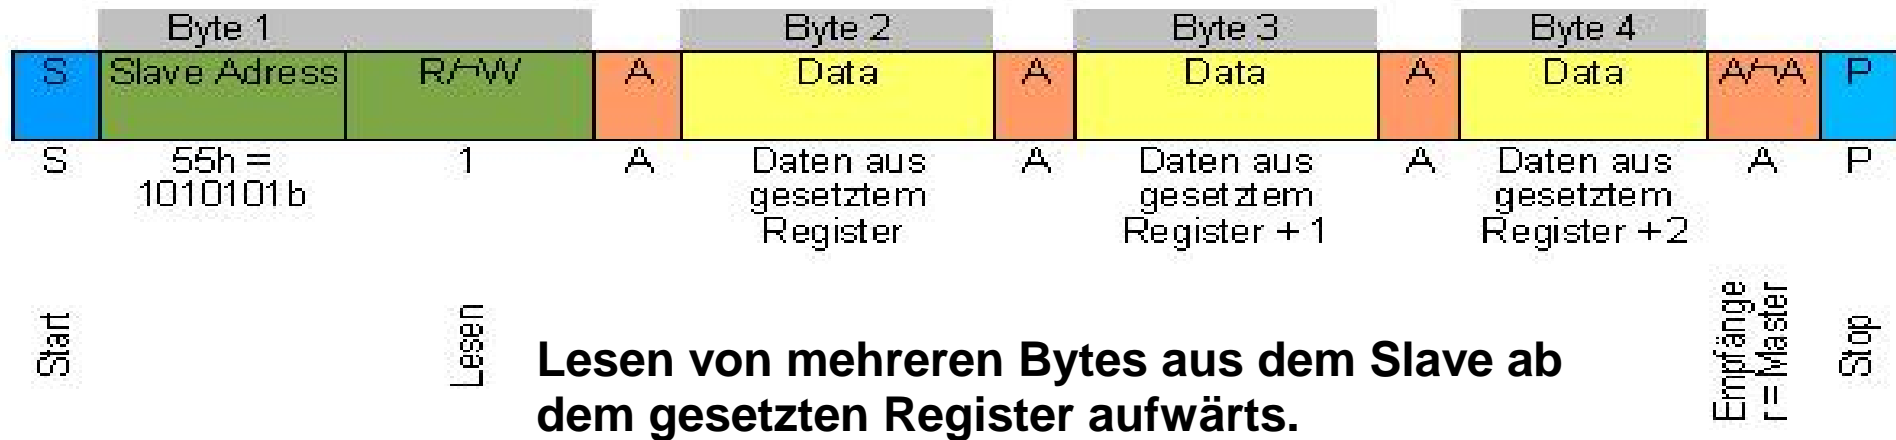 Byte 1 Byte 2 Byte 3 Byte 4
S Slave Adress R/¬W A Data A Data A Data A/¬A P
S 55h = 1 A Daten aus A Daten aus A Daten aus A P
1010101b gesetztem gesetztem gesetztem
Register Register + 1 Register +2
Start
Lesen
Empfänge
r = Master
Stop
Lesen von mehreren Bytes aus dem Slave ab
dem gesetzten Register aufwärts.